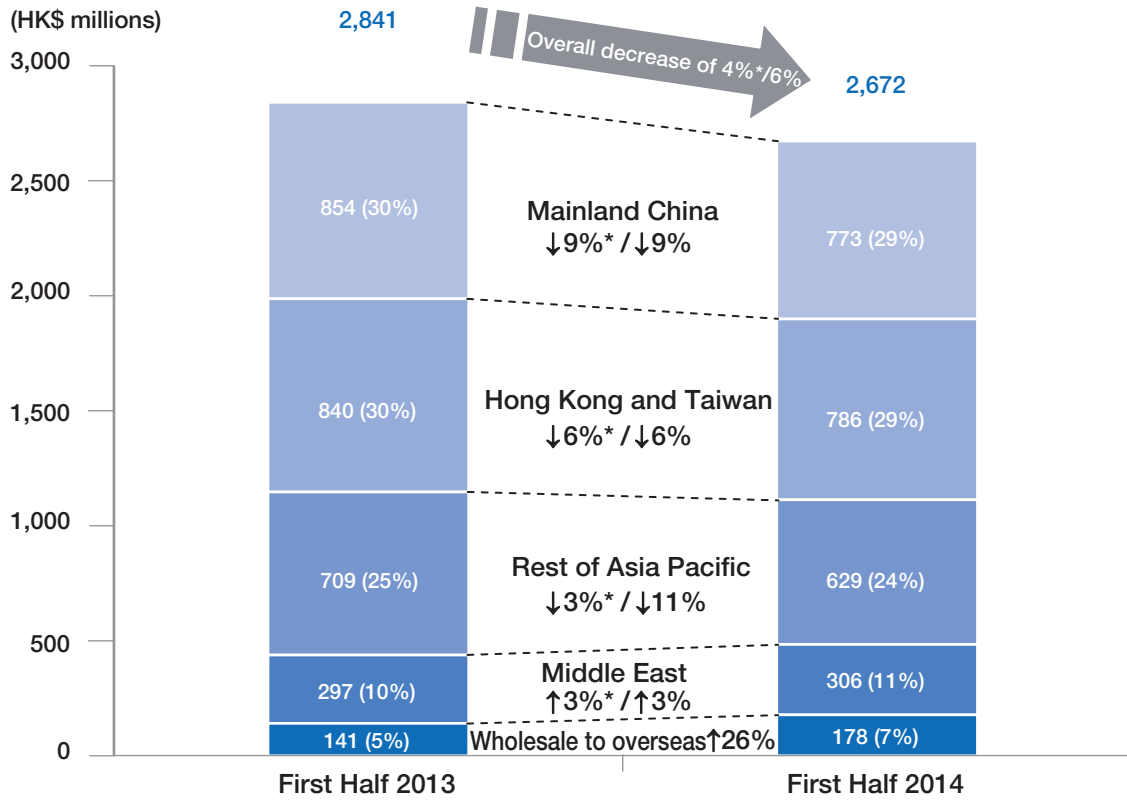 (HK$ millions)
2,841
Overall decrease of 4%*/6%
2,672
3,000
2,500
2,000
1,500
1,000
500
0
854 (30%)
Mainland China
↓9%* / ↓9%
773 (29%)
840 (30%)
Hong Kong and Taiwan
↓6%* / ↓6%
786 (29%)
709 (25%)
Rest of Asia Pacific
↓3%* / ↓11%
629 (24%)
297 (10%)
Middle East
↑3%* / ↑3%
306 (11%)
141 (5%)
Wholesale to overseas↑26%
178 (7%)
First Half 2013
First Half 2014